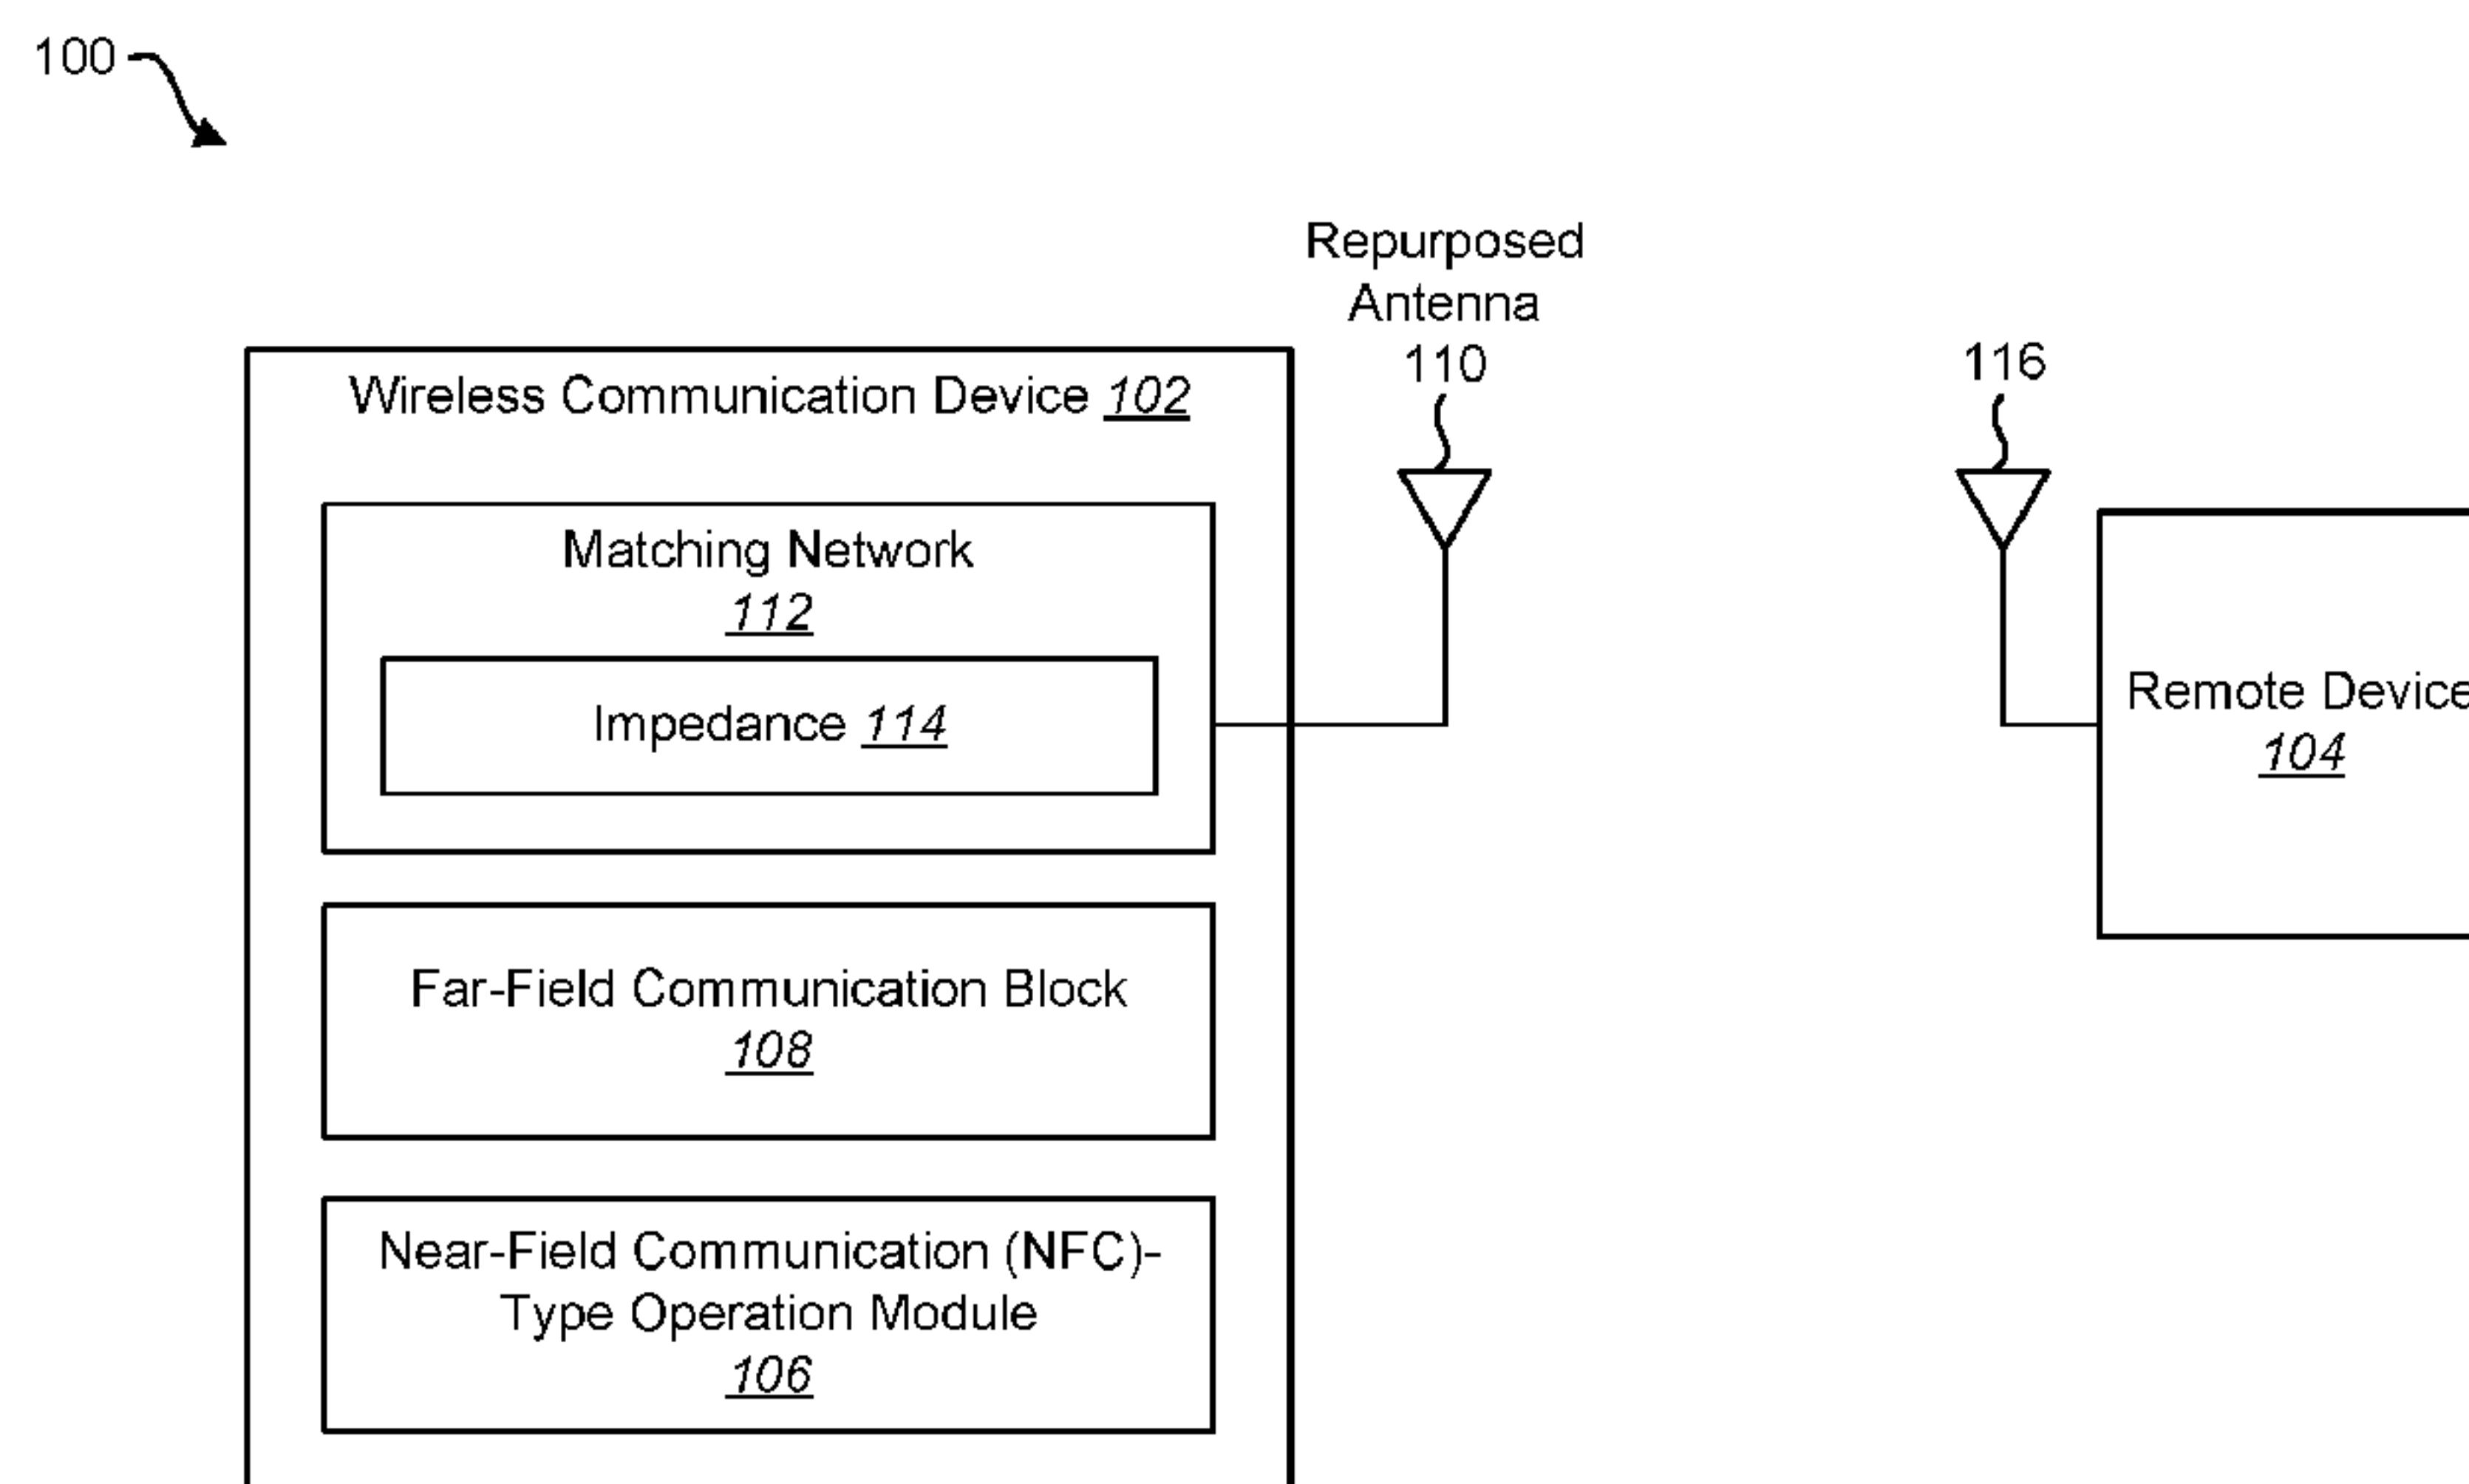 100
Repurposed
Antenna
110
116
Wireless Communication Device 102
Matching Network
112
Impedance 114
Remote Device
104
Far-Field Communication Block
108
Near-Field Communication (NFC)-
Type Operation Module
106